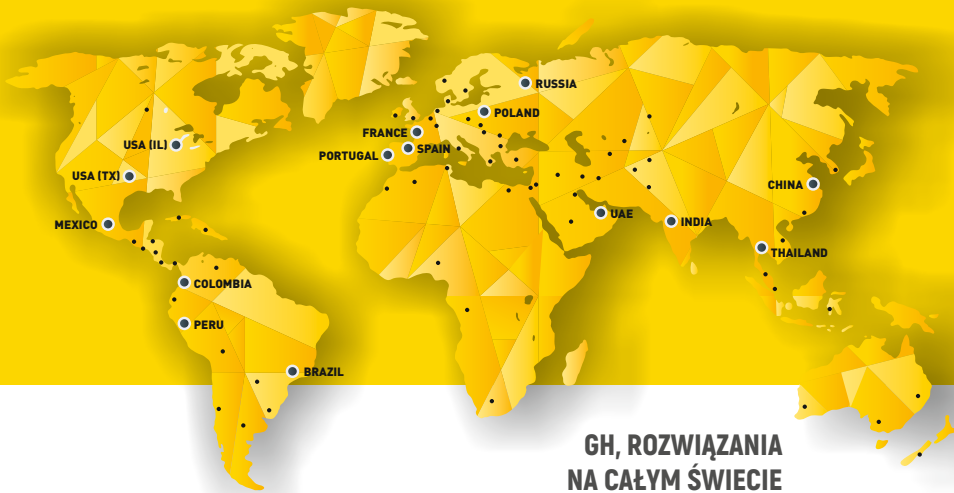 RUSSIA
POLAND
FRANCE
SPAIN
PORTUGAL
USA (IL)
USA (TX)
MEXICO
CHINA
UAE
INDIA
THAILAND
COLOMBIA
PERU
BRAZIL
GH, ROZWIĄZANIA
NA CAŁYM ŚWIECIE